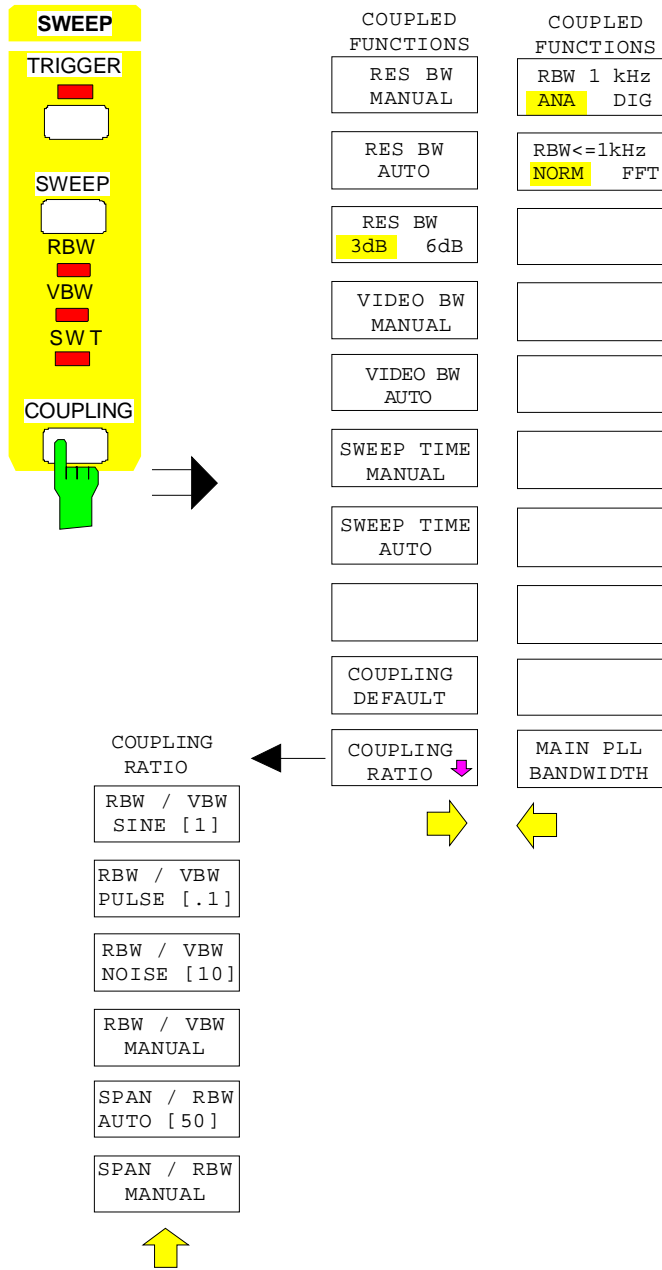 SWEEP
TRIGGER
SWEEP
RBW
VBW
SWT
COUPLING
COUPLED
FUNCTIONS
RES BW
MANUAL
RES BW
AUTO
RES BW
3dB 6dB
VIDEO BW
MANUAL
VIDEO BW
AUTO
SWEEP TIME
MANUAL
SWEEP TIME
AUTO
COUPLING
DEFAULT
COUPLING
RATIO
COUPLED
FUNCTIONS
RBW 1 kHz
ANA DIG
RBW<=1kHz
NORM FFT
MAIN PLL
BANDWIDTH
COUPLING
RATIO
RBW / VBW
SINE [1]
RBW / VBW
PULSE [.1]
RBW / VBW
NOISE [10]
RBW / VBW
MANUAL
SPAN / RBW
AUTO [50]
SPAN / RBW
MANUAL